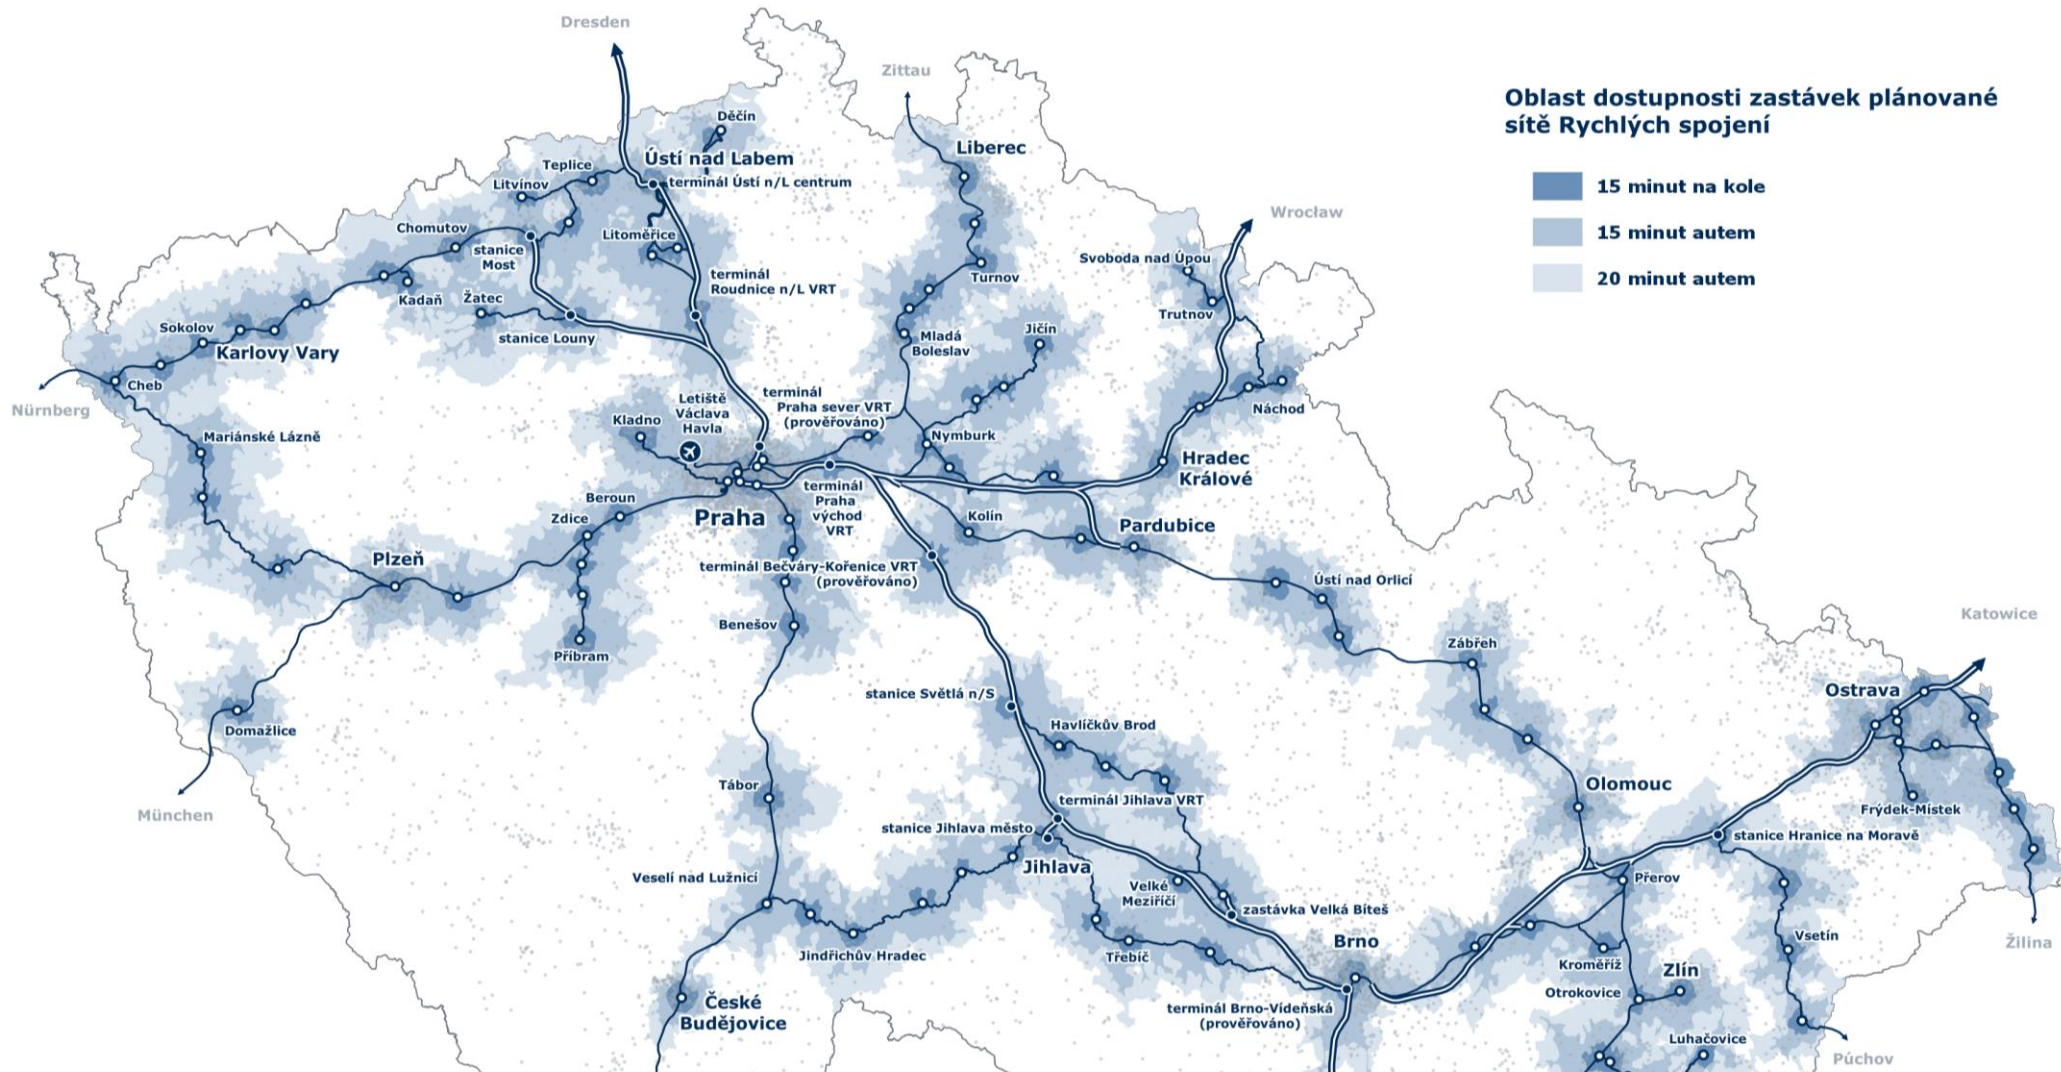 Dresden
Zittau
Oblast dostupnosti zastávek plánované
sítě Rychlých spojení
15 minut na kole
15 minut autem
20 minut autem
Děčín
Liberec
Teplice
Ústí nad Labem
terminál Ústí n/L centrum
Litvínov
Wrocław
Chomutov
Litoměřice
stanice
Most
Svoboda nad Úpou
terminál
Roudnice n/L VRT
Turnov
Kadaň
Žatec
Trutnov
Sokolov
Karlovy Vary
stanice Louny
Mladá
Boleslav
Jičín
Cheb
Nürnberg
Letiště
Václava
Havla
terminál
Praha sever VRT
(prověřováno)
Kladno
Náchod
Mariánské Lázně
Nymburk
Hradec
Králové
Beroun
Zdice
Praha
terminál
Praha
východ
VRT
Kolín
Pardubice
Plzeň
terminál Bečváry-Kořenice VRT
(prověřováno)
Ústí nad Orlicí
Benešov
Katowice
Příbram
Zábřeh
stanice Světlá n/S
Ostrava
Domažlice
Havlíčkův Brod
Tábor
Olomouc
München
terminál Jihlava VRT
Frýdek-Místek
stanice Jihlava město
stanice Hranice na Moravě
Jihlava
Veselí nad Lužnicí
Velké
Meziříčí
Přerov
zastávka Velká Bíteš
Brno
Vsetín
Žilina
Jindřichův Hradec
Třebíč
Kroměříž
Zlín
Otrokovice
České
Budějovice
terminál Brno-Vídeňská
(prověřováno)
Luhačovice
Púchov